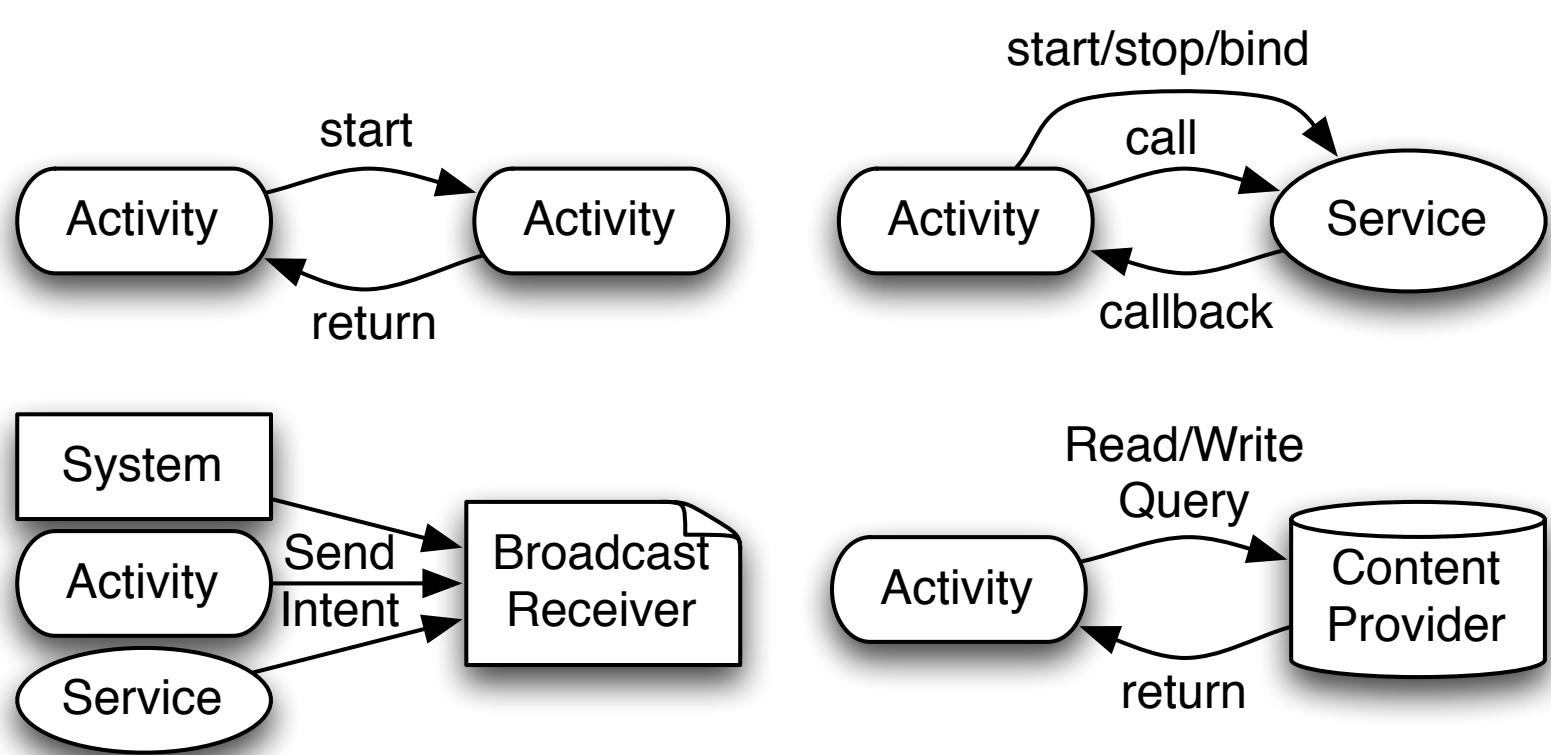 start
Activity
Activity
return
start/stop/bind
call
Activity
Service
callback
System
Activity
Send
Intent
Service
Broadcast
Receiver
Read/Write
Query
Activity
Content
Provider
return